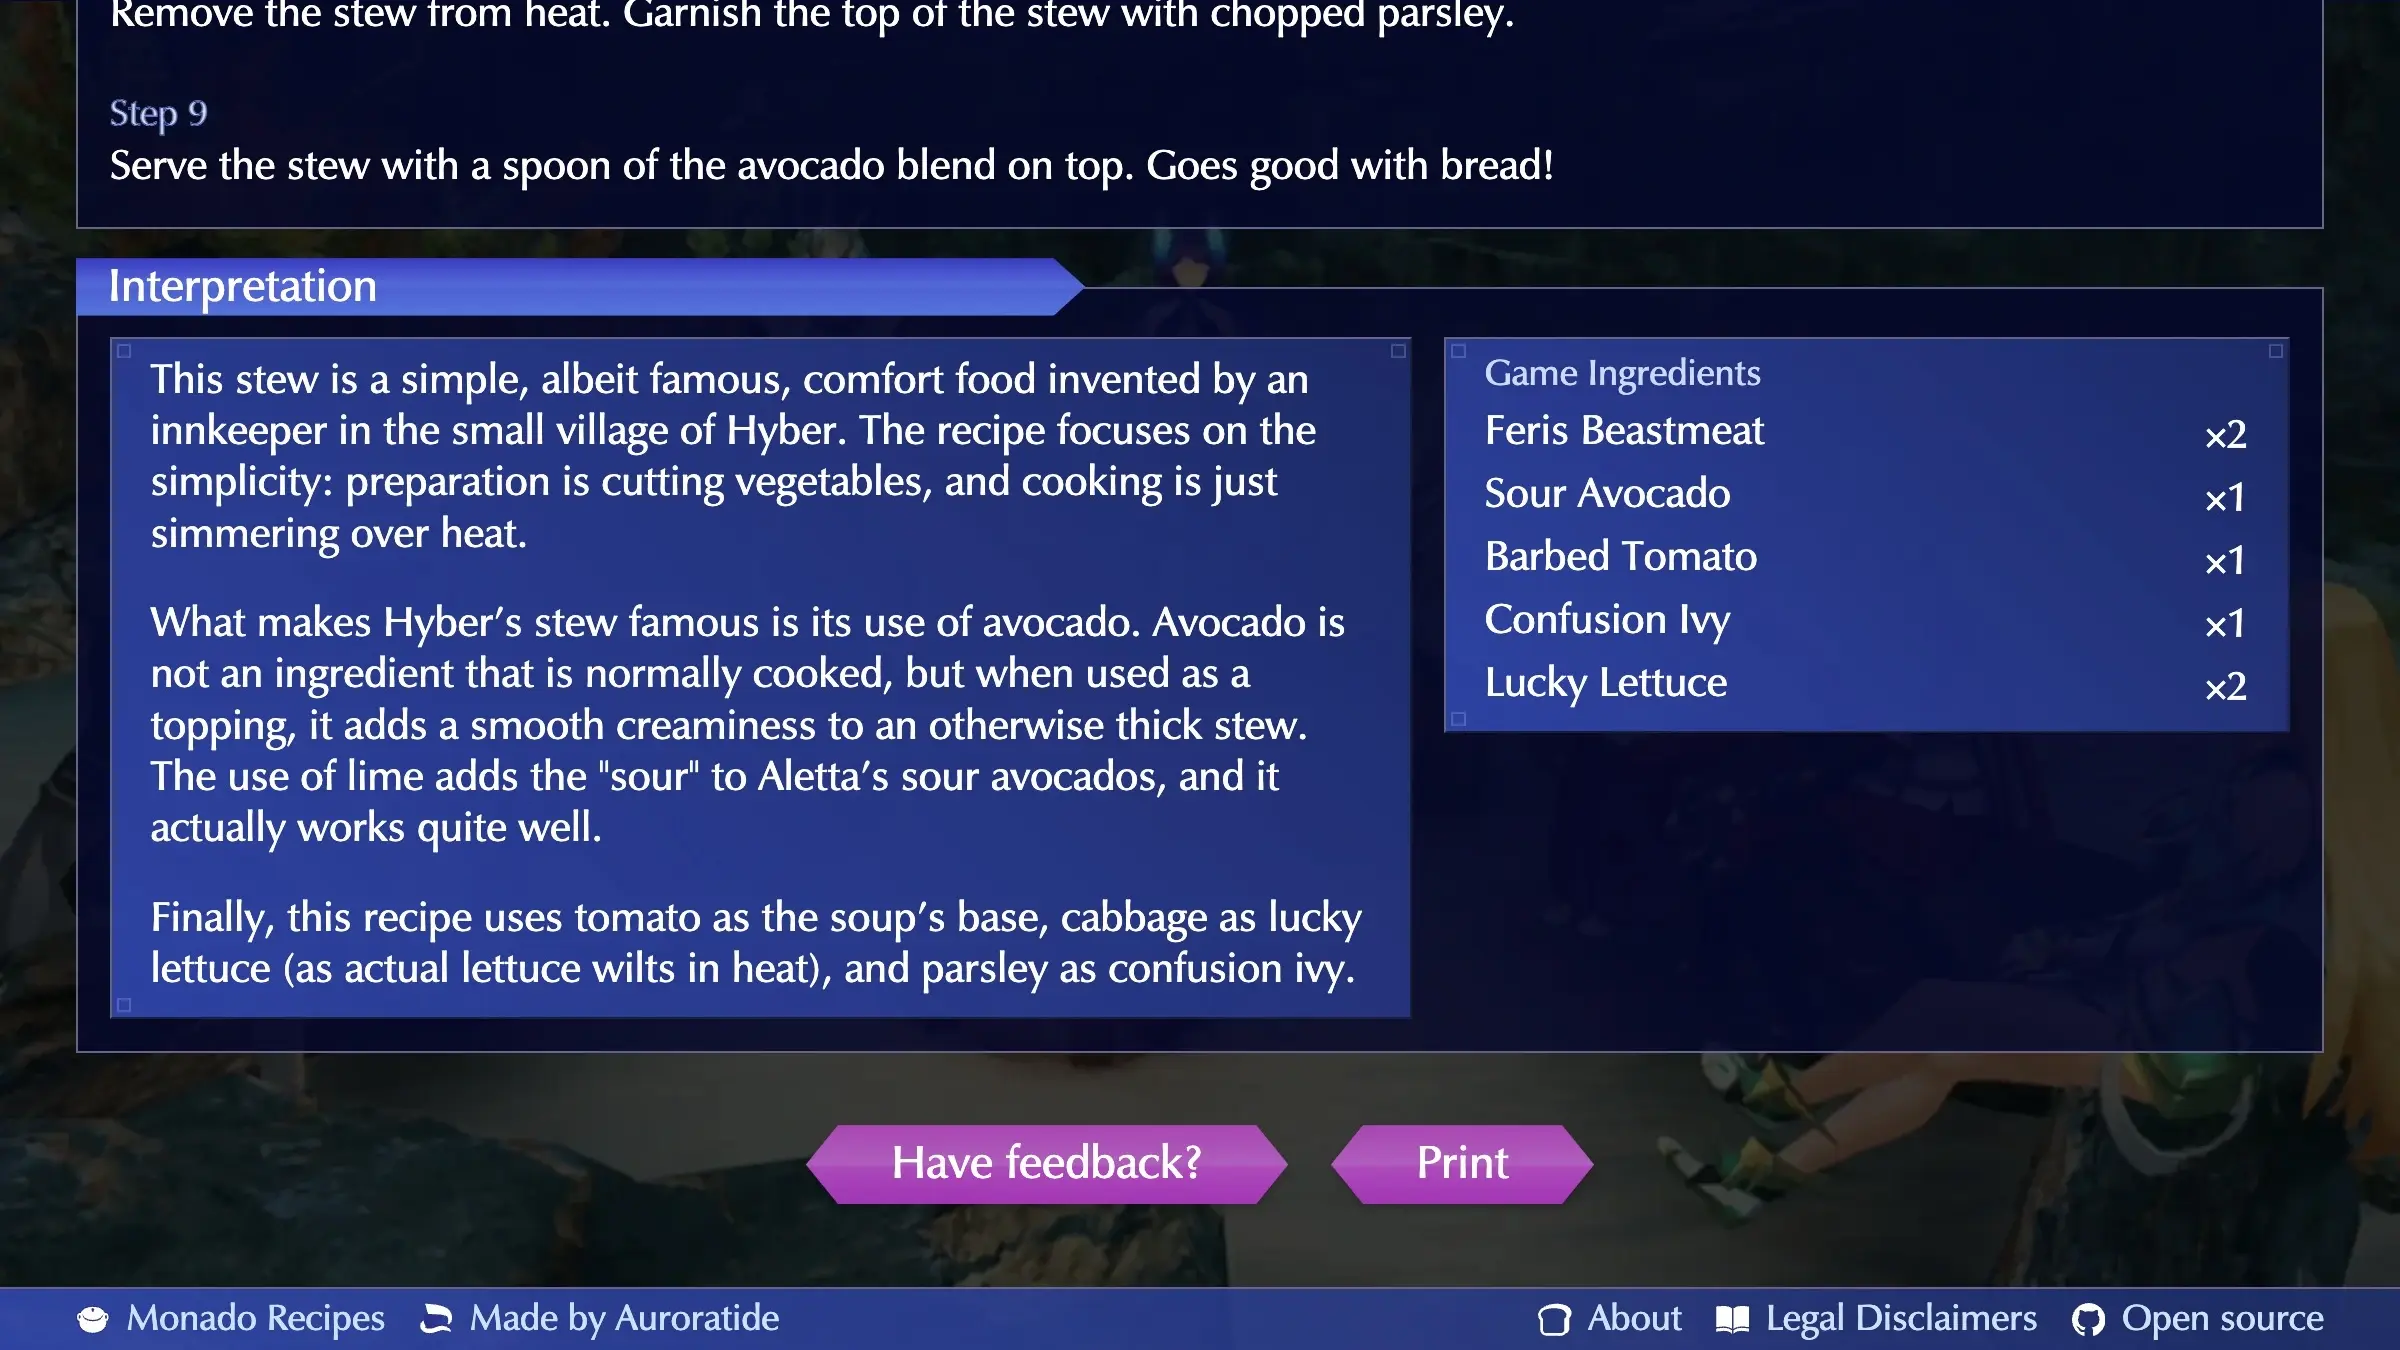 Remove the stew from heat. Garnish the top of the stew with chopped parsley.
Step 9
Serve the stew with a spoon of the avocado blend on top. Goes good with bread!
Interpretation
This stew is a simple, albeit famous, comfort food invented by an
innkeeper in the small village of Hyber. The recipe focuses on the
simplicity: preparation is cutting vegetables, and cooking is just
simmering over heat.
What makes Hyber’s stew famous is its use of avocado. Avocado is
not an ingredient that is normally cooked, but when used as a
topping, it adds a smooth creaminess to an otherwise thick stew.
The use of lime adds the "sour" to Aletta’s sour avocados, and it
actually works quite well.
Finally, this recipe uses tomato as the soup’s base, cabbage as lucky
lettuce (as actual lettuce wilts in heat), and parsley as confusion ivy.
Game Ingredients
Feris Beastmeat ×2
Sour Avocado ×1
Barbed Tomato ×1
Confusion Ivy ×1
Lucky Lettuce ×2
Have feedback? Print
Monado Recipes Made by Auroratide About Legal Disclaimers Open source